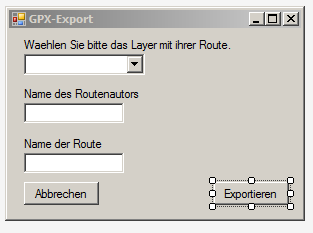 GPX-Export
Waehlen Sie bitte das Layer mit ihrer Route.
Name des Routenautors
Name der Route
Abbrechen
Exportieren